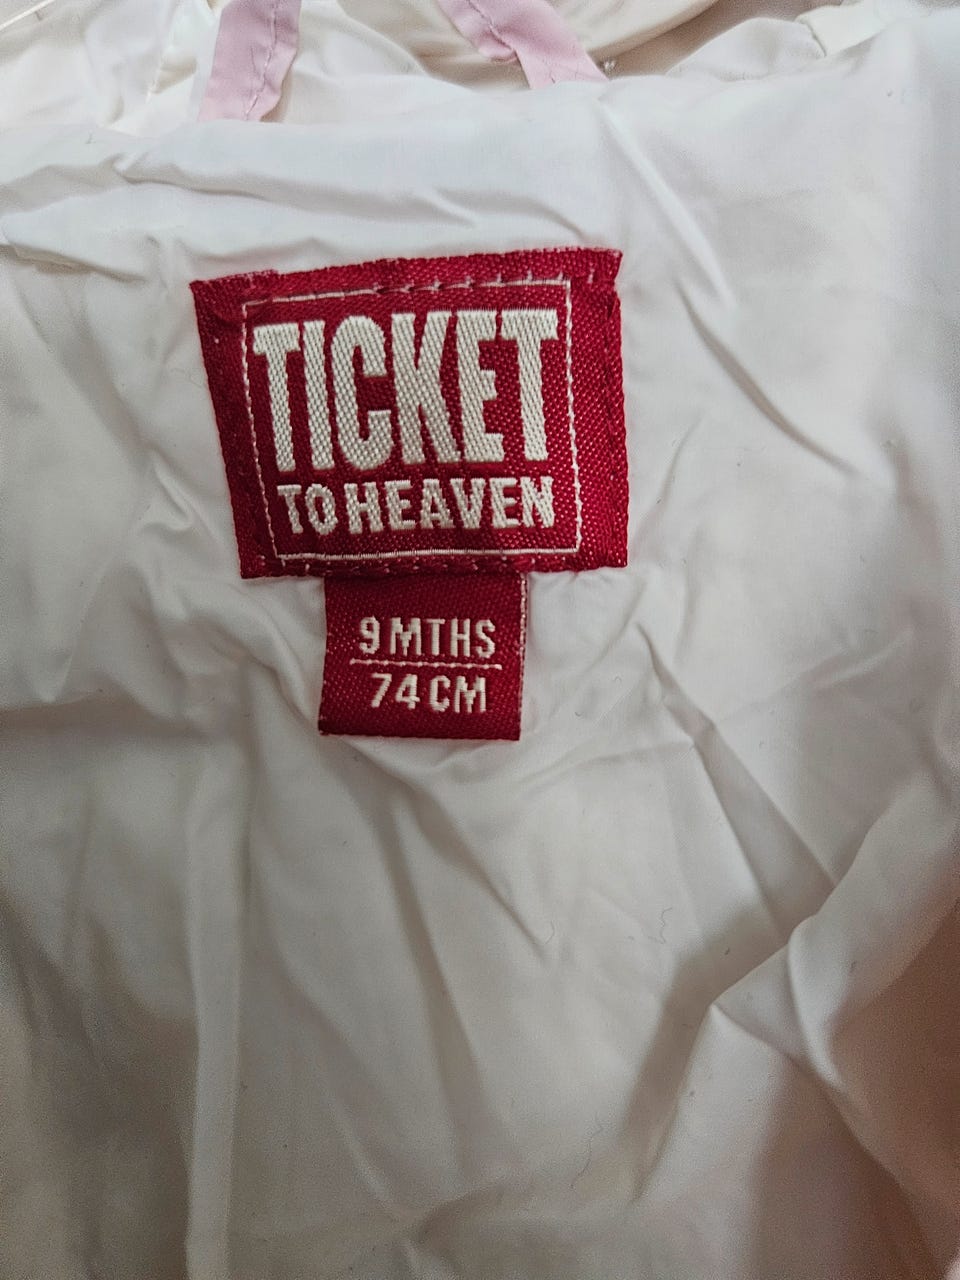 TICKET
TO HEAVEN
9 MTHS
74 CM